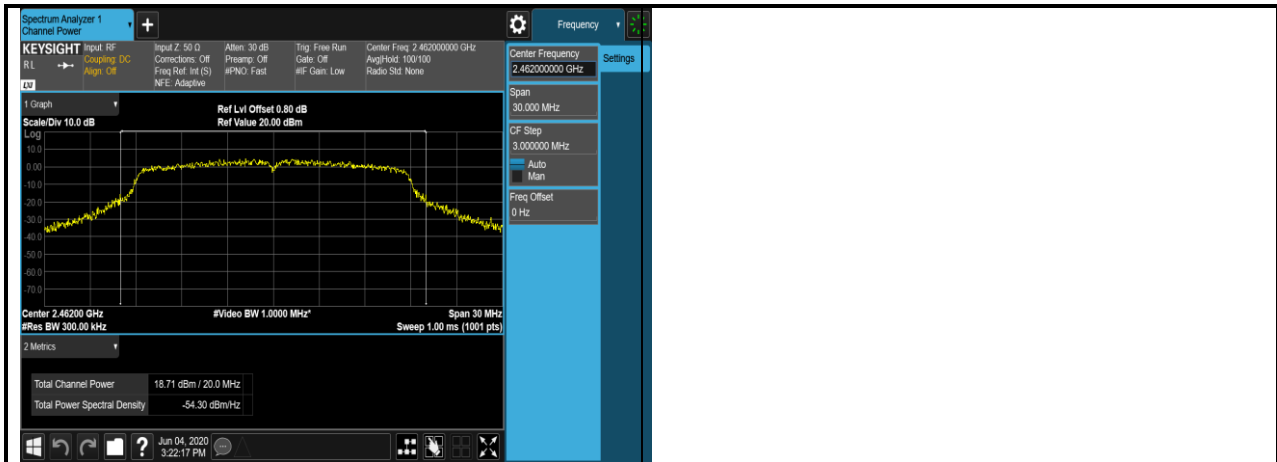 Spectrum Analyzer 1
Channel Power
+
Frequency
KEYSIGHT
R L
LXI
Input: RF
Coupling: DC
Align: Off
Input Z: 50 Ω
Corrections: Off
Freq Ref: Int (S)
NFE: Adaptive
Atten: 30 dB
Preamp: Off
#PNO: Fast
Trig: Free Run
Gate: Off
#IF Gain: Low
Center Freq: 2.462000000 GHz
Avg|Hold: 100/100
Radio Std: None
Center Frequency
2.462000000 GHz
Settings
Span
30.000 MHz
CF Step
3.000000 MHz
Auto
Man
Freq Offset
0 Hz
1 Graph
Scale/Div 10.0 dB
Ref Lvl Offset 0.80 dB
Ref Value 20.00 dBm
Log
10.0
0.00
-10.0
-20.0
-30.0
-40.0
-50.0
-60.0
-70.0
Center 2.46200 GHz
#Video BW 1.0000 MHz*
Span 30 MHz
#Res BW 300.00 kHz
Sweep 1.00 ms (1001 pts)
2 Metrics
Total Channel Power 18.71 dBm / 20.0 MHz
Total Power Spectral Density -54.30 dBm/Hz
?
Jun 04, 2020
3:22:17 PM